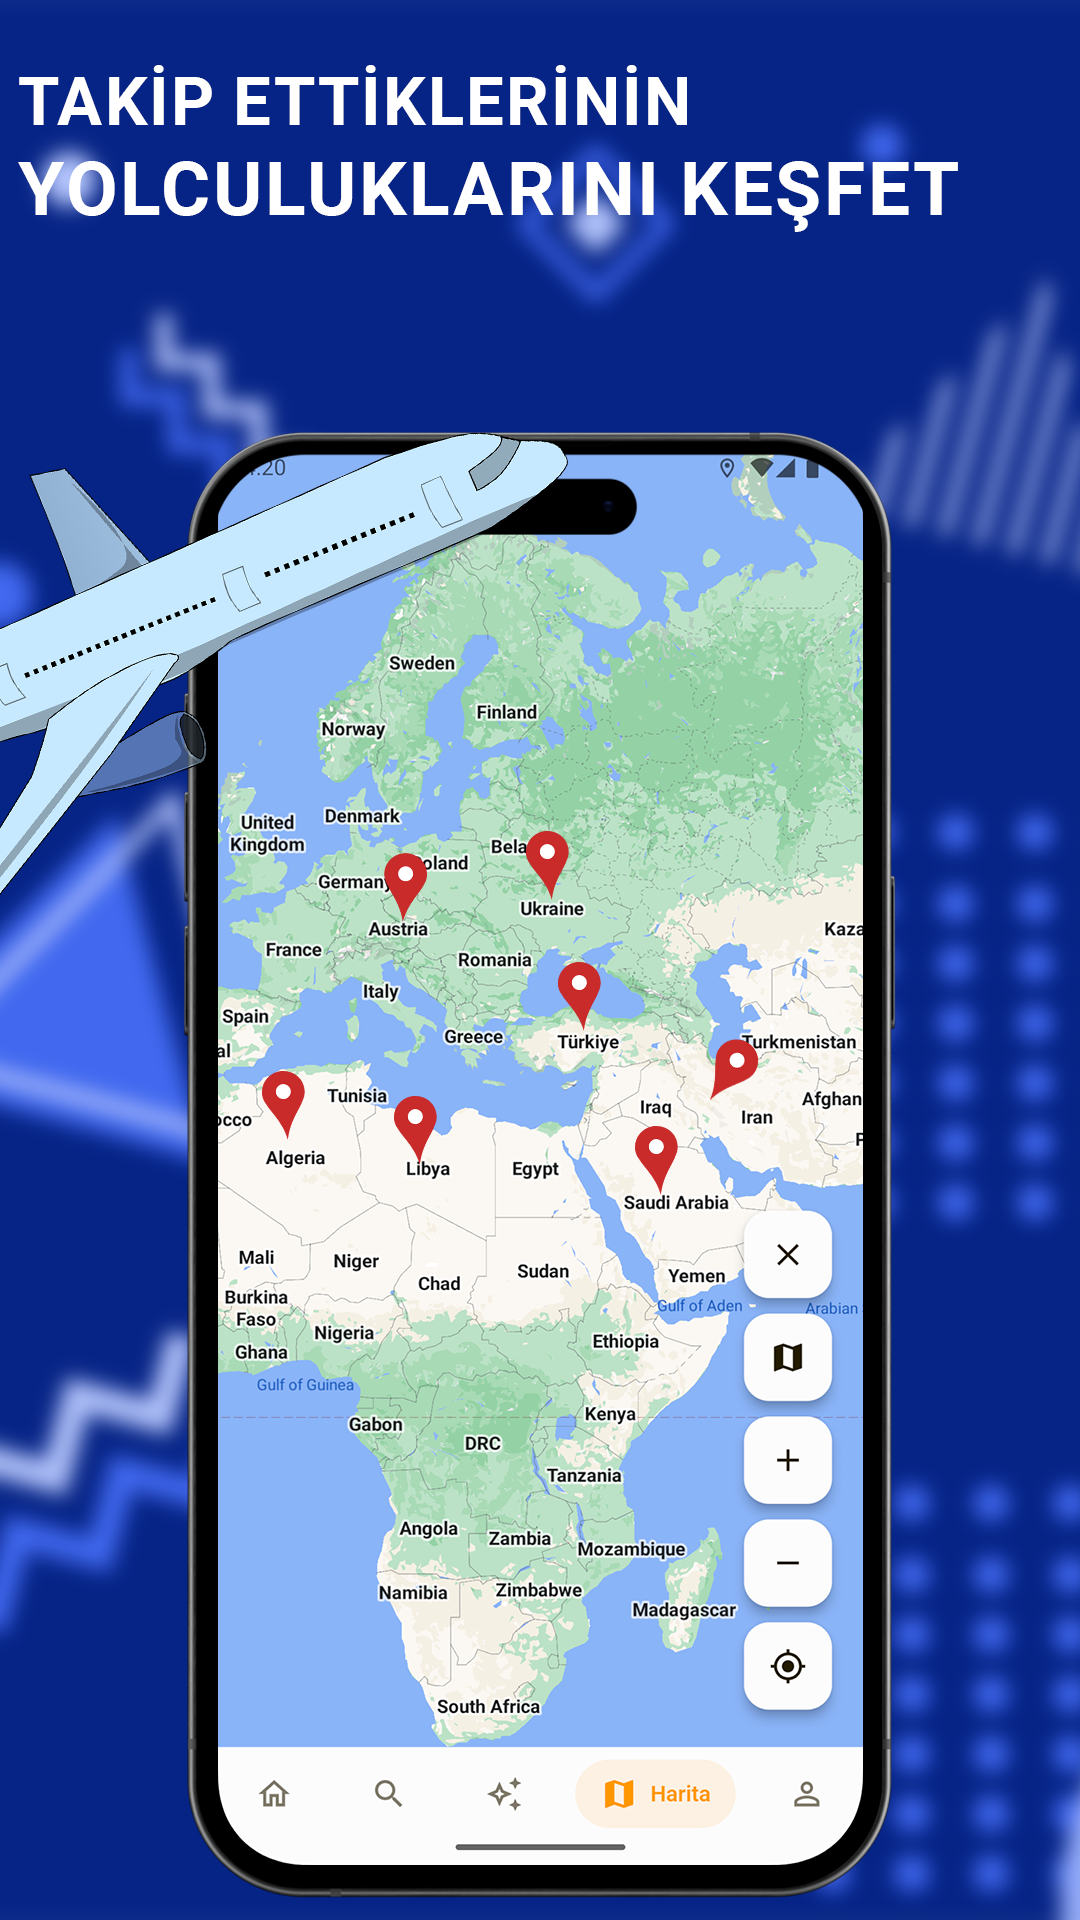 TAKİP ETTİKLERİNİN
YOLCULUKLARINI KEŞFET
Sweden
Finland
Norway
Denmark
United
Kingdom
Germany
Austria
Ukraine
Kaza
France
Romania
Italy
Spain
Greece
Türkiye
Turkmenistan
al
Tunisia
Iraq
Iran
Afghan
Algeria
Libya
Egypt
Saudi Arabia
Mali
Niger
Chad
Sudan
Yemen
Burkina
Faso
Gulf of Aden
Arabian
Nigeria
Ethiopia
Ghana
Gulf of Guinea
Gabon
Kenya
DRC
Tanzania
Angola
Zambia
Mozambique
Namibia
Zimbabwe
Madagascar
South Africa
Harita